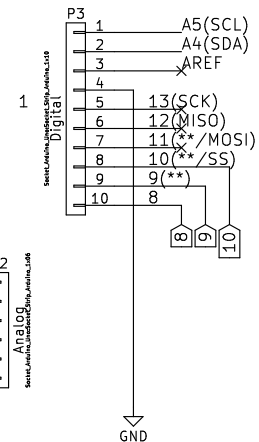 P3
1 A5(SCL)
2 A4(SDA)
3 AREF
4
5 13(SCK)
6 12(MISO)
7 11(**/MOSI)
8 10(**/SS)
9 9(**)
10 8
1
Digital
Socket_Arduino_Uno:Socket_Strip_Arduino_1x10
8
9
10
2
Analog
Socket_Arduino_Uno:Socket_Strip_Arduino_1x06
GND